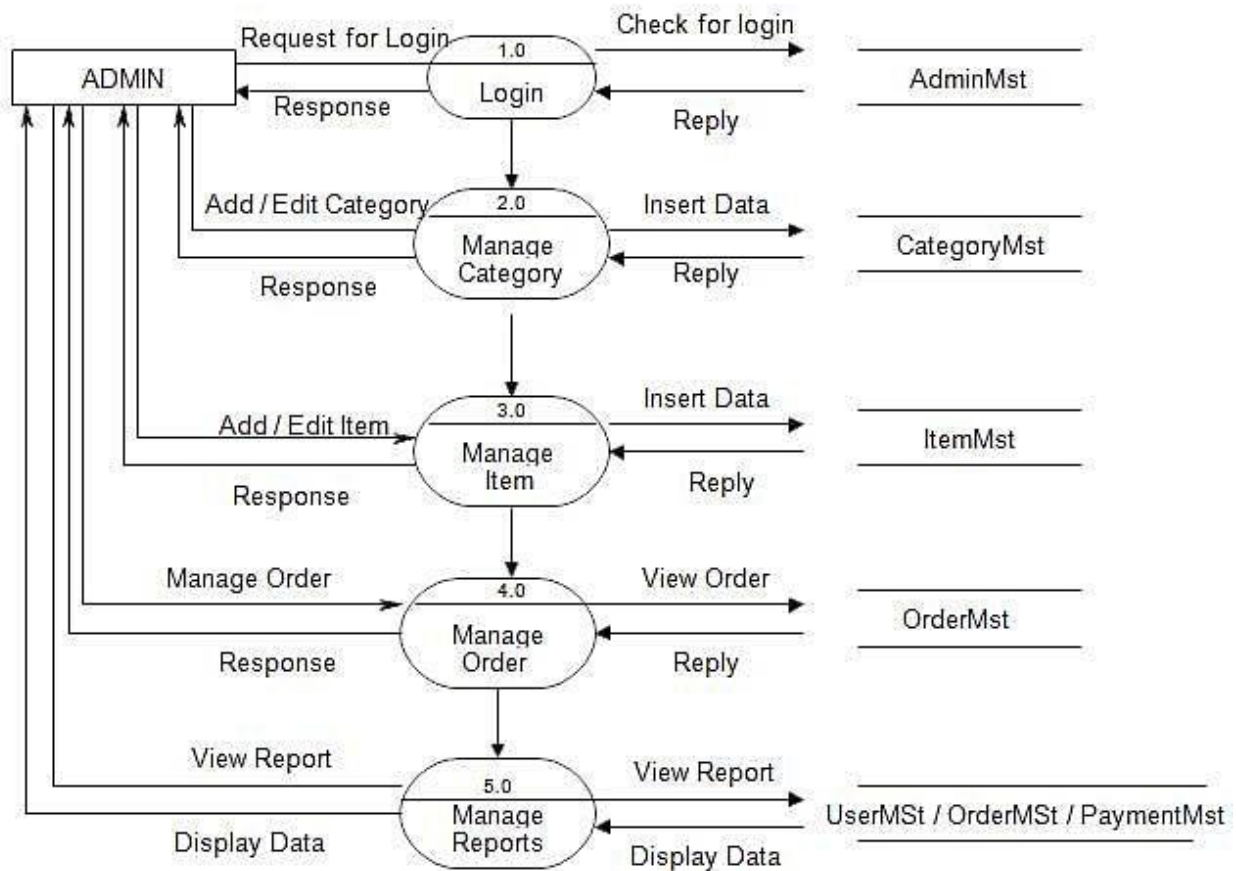 Request for Login
1.0
Check for login
ADMIN
Login
AdminMst
Response
Reply
Add / Edit Category
2.0
Insert Data
Manage
Category
CategoryMst
Response
Reply
Add / Edit Item
3.0
Insert Data
Manage
Item
ItemMst
Response
Reply
Manage Order
4.0
View Order
Manage
Order
OrderMst
Response
Reply
View Report
5.0
View Report
Manage
Reports
UserMSt / OrderMSt / PaymentMst
Display Data
Display Data